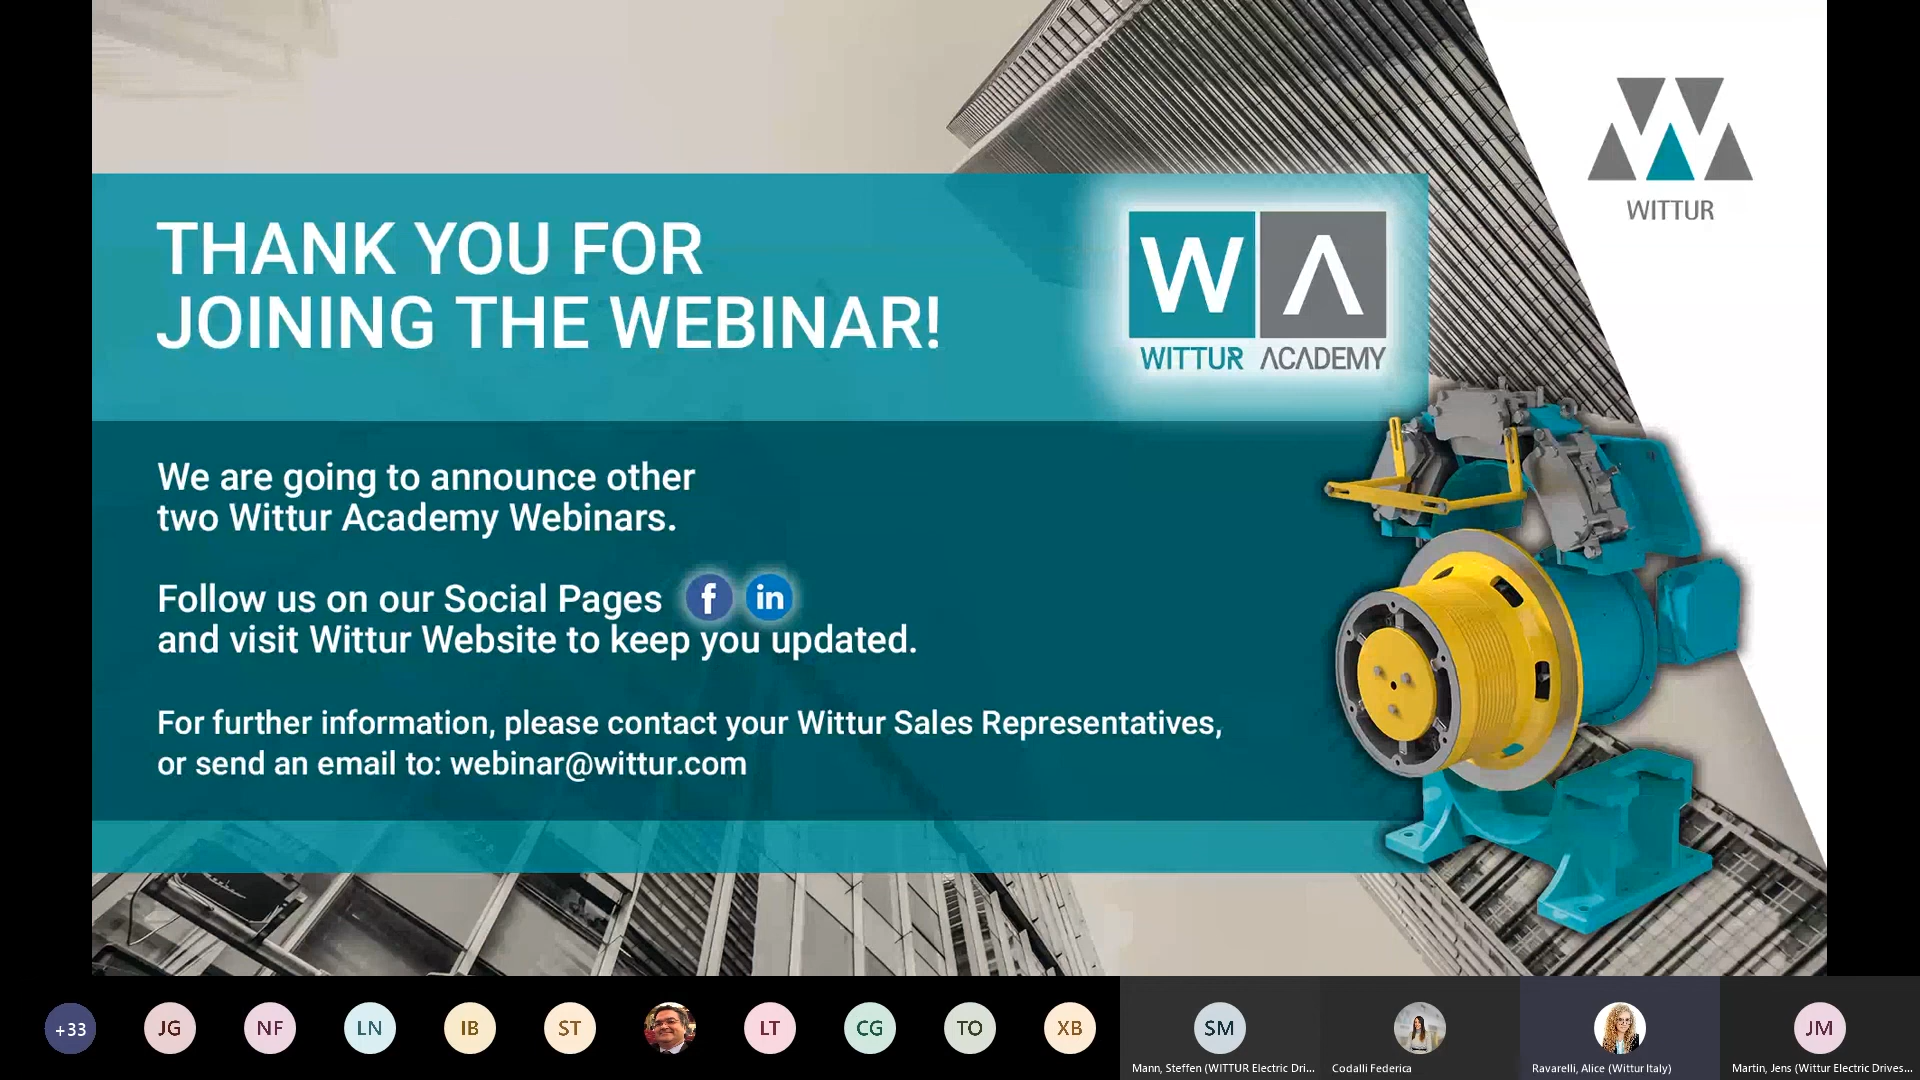 WITTUR
THANK YOU FOR
JOINING THE WEBINAR!
W Λ
WITTUR ΛCΛDEMY
We are going to announce other
two Wittur Academy Webinars.
Follow us on our Social Pages f in
and visit Wittur Website to keep you updated.
For further information, please contact your Wittur Sales Representatives,
or send an email to: webinar@wittur.com
+33 JG NF LN IB ST LT CG TO XB SM JM
Mann, Steffen (WITTUR Electric Dri... Codalli Federica Ravarelli, Alice (Wittur Italy) Martin, Jens (Wittur Electric Drives...